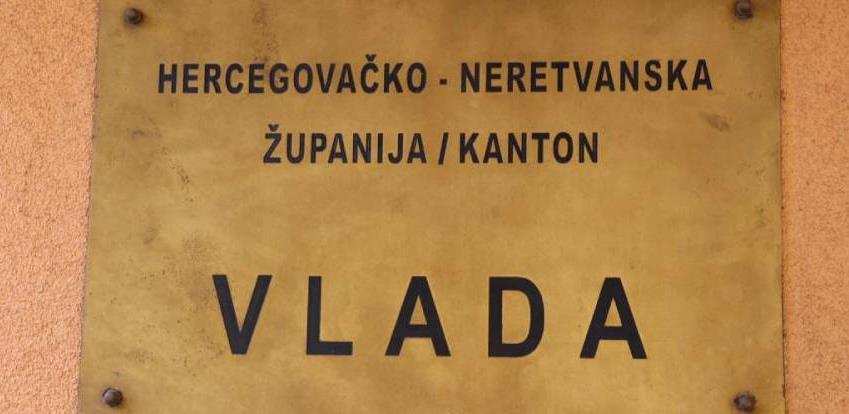 HERCEGOVAČKO - NERETVANSKA
ŽUPANIJA / KANTON
VLADA